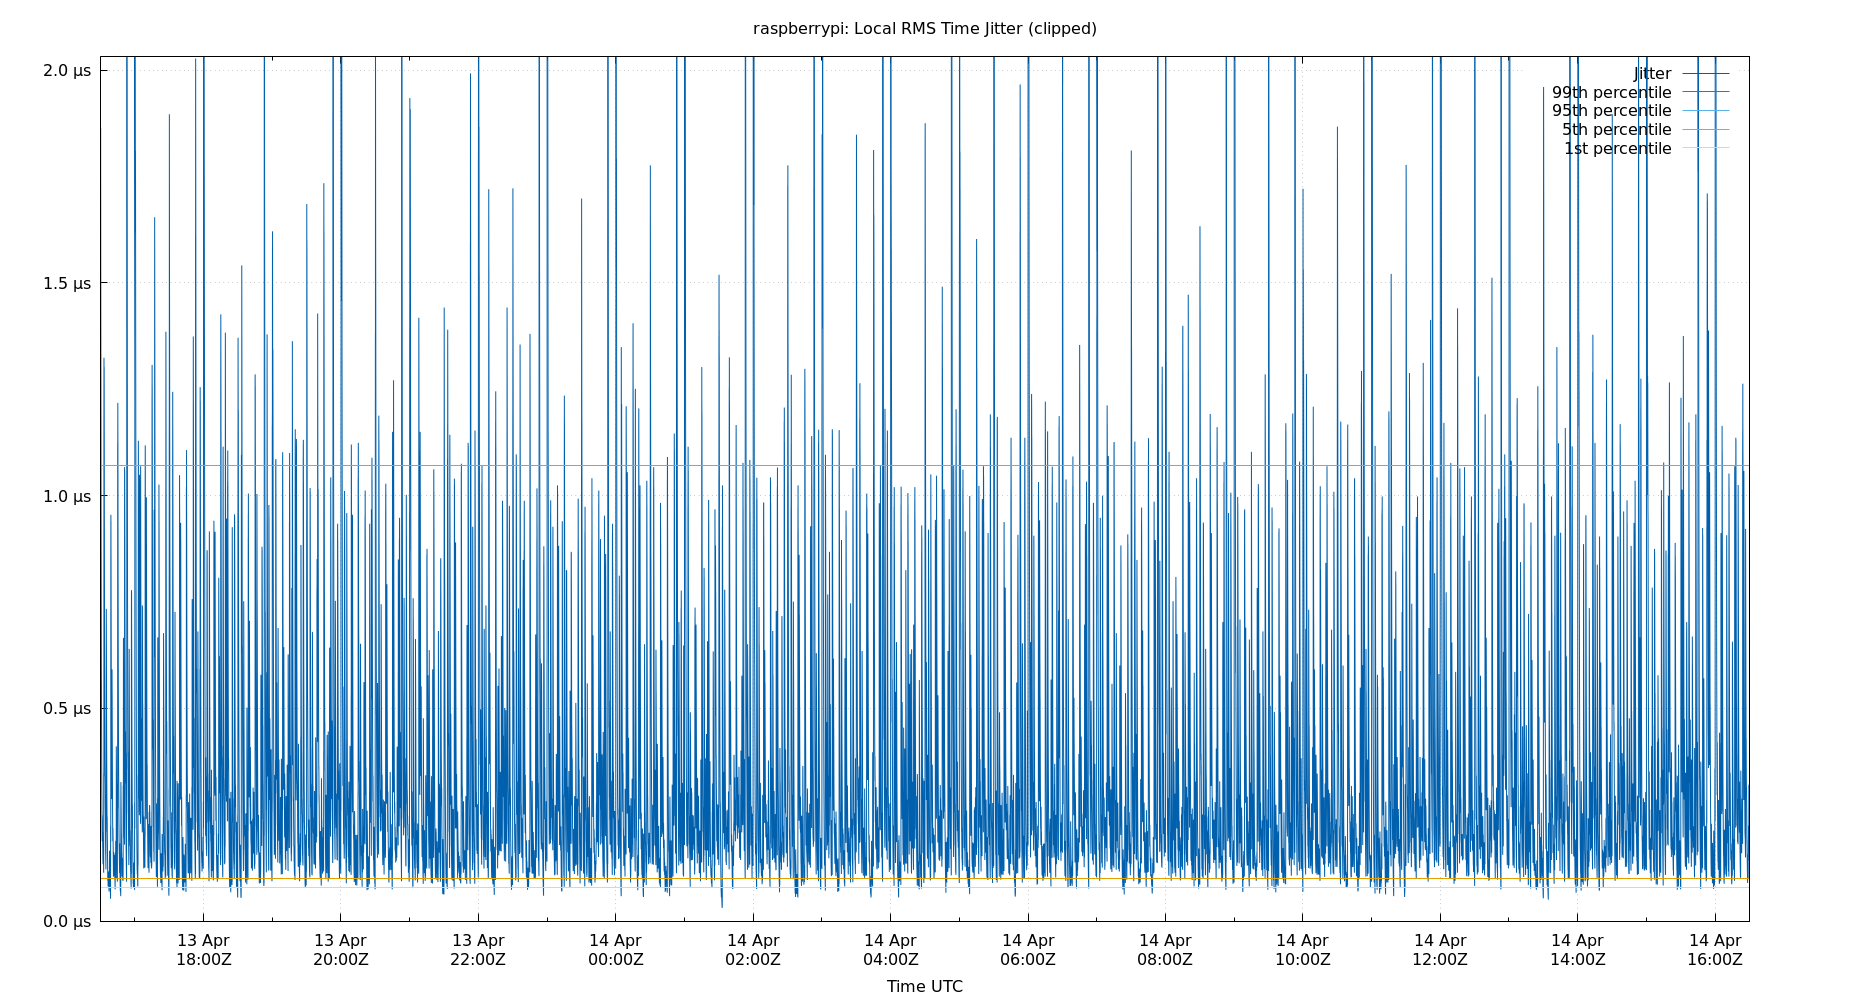 raspberrypi: Local RMS Time Jitter (clipped)
2.0 µs
1.5 µs
1.0 µs
0.5 µs
0.0 µs
Jitter
99th percentile
95th percentile
5th percentile
1st percentile
13 Apr 13 Apr 13 Apr 14 Apr 14 Apr 14 Apr 14 Apr 14 Apr 14 Apr 14 Apr 14 Apr 14 Apr
18:00Z 20:00Z 22:00Z 00:00Z 02:00Z 04:00Z 06:00Z 08:00Z 10:00Z 12:00Z 14:00Z 16:00Z
Time UTC